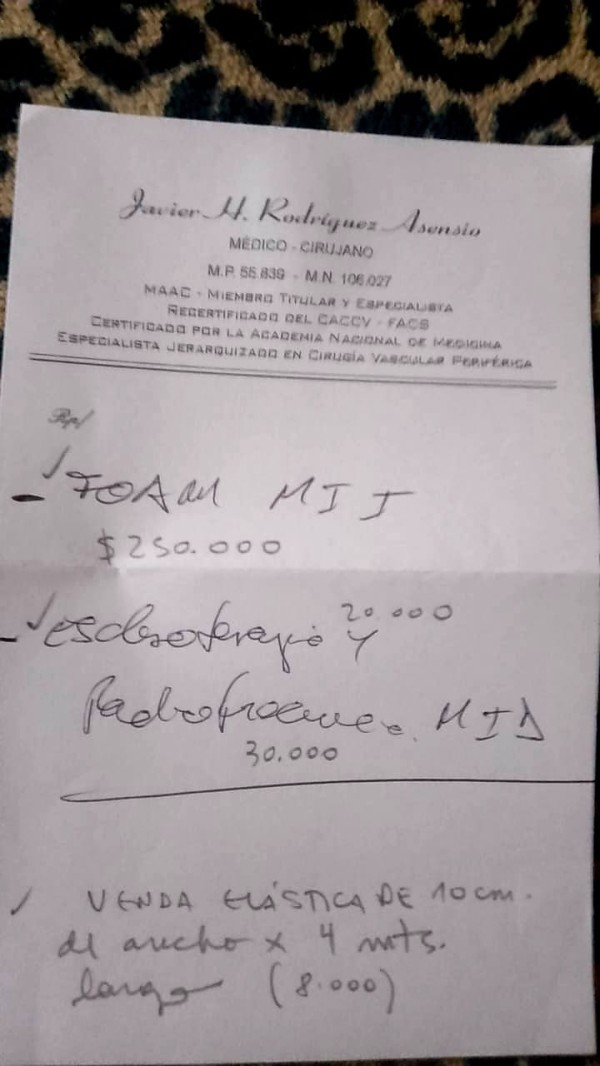 Javier H. Rodríguez Asensio
MÉDICO - CIRUJANO
M.P. 55.839 - M.N. 106.027
MAAC - MIEMBRO TITULAR Y ESPECIALISTA
RECERTIFICADO DEL CACCV - FACS
CERTIFICADO POR LA ACADEMIA NACIONAL DE MEDICINA
ESPECIALISTA JERARQUIZADO EN CIRUGÍA VASCULAR PERIFÉRICA
Rp/
✓ - FOAM MII
$250.000
✓ - escleroterapia 20.000 y
Radiofrecuencia MID
30.000
✓ VENDA ELÁSTICA DE 10 cm.
de ancho x 4 mts.
largo (8.000)